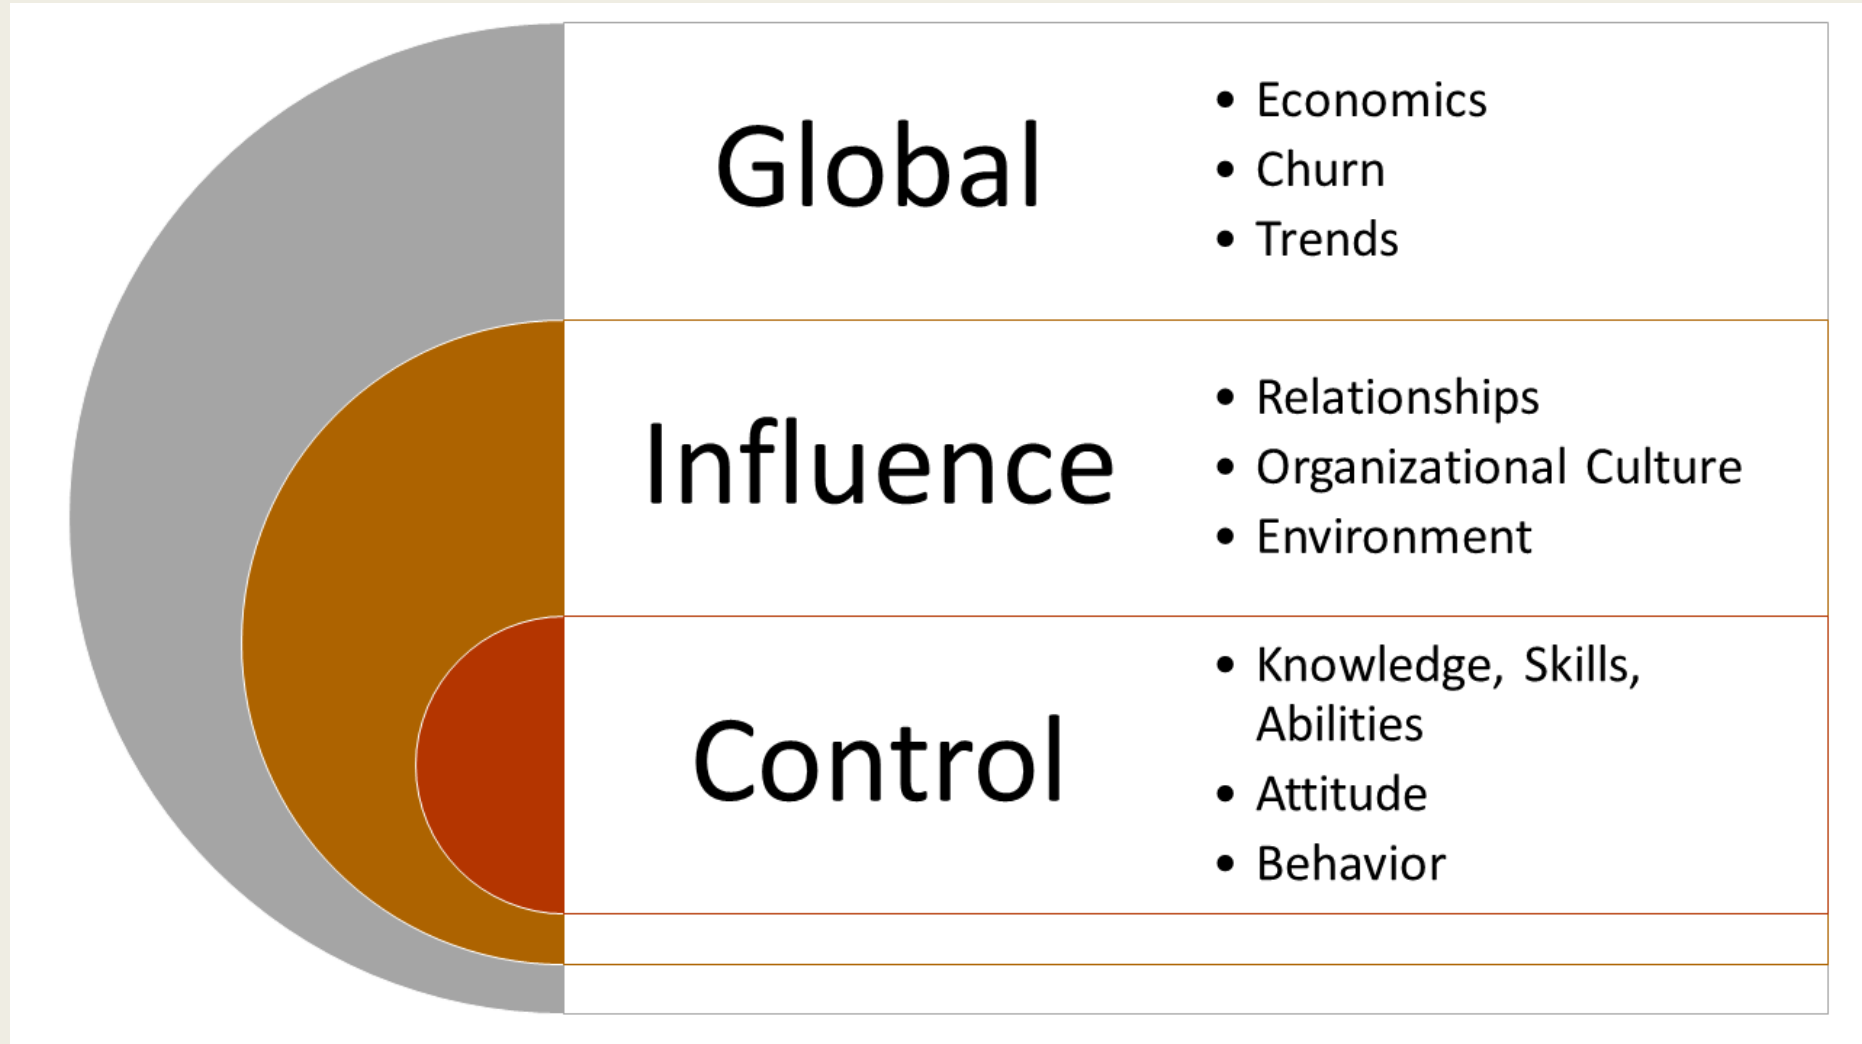 Global
• Economics
• Churn
• Trends
Influence
• Relationships
• Organizational Culture
• Environment
Control
• Knowledge, Skills,
Abilities
• Attitude
• Behavior